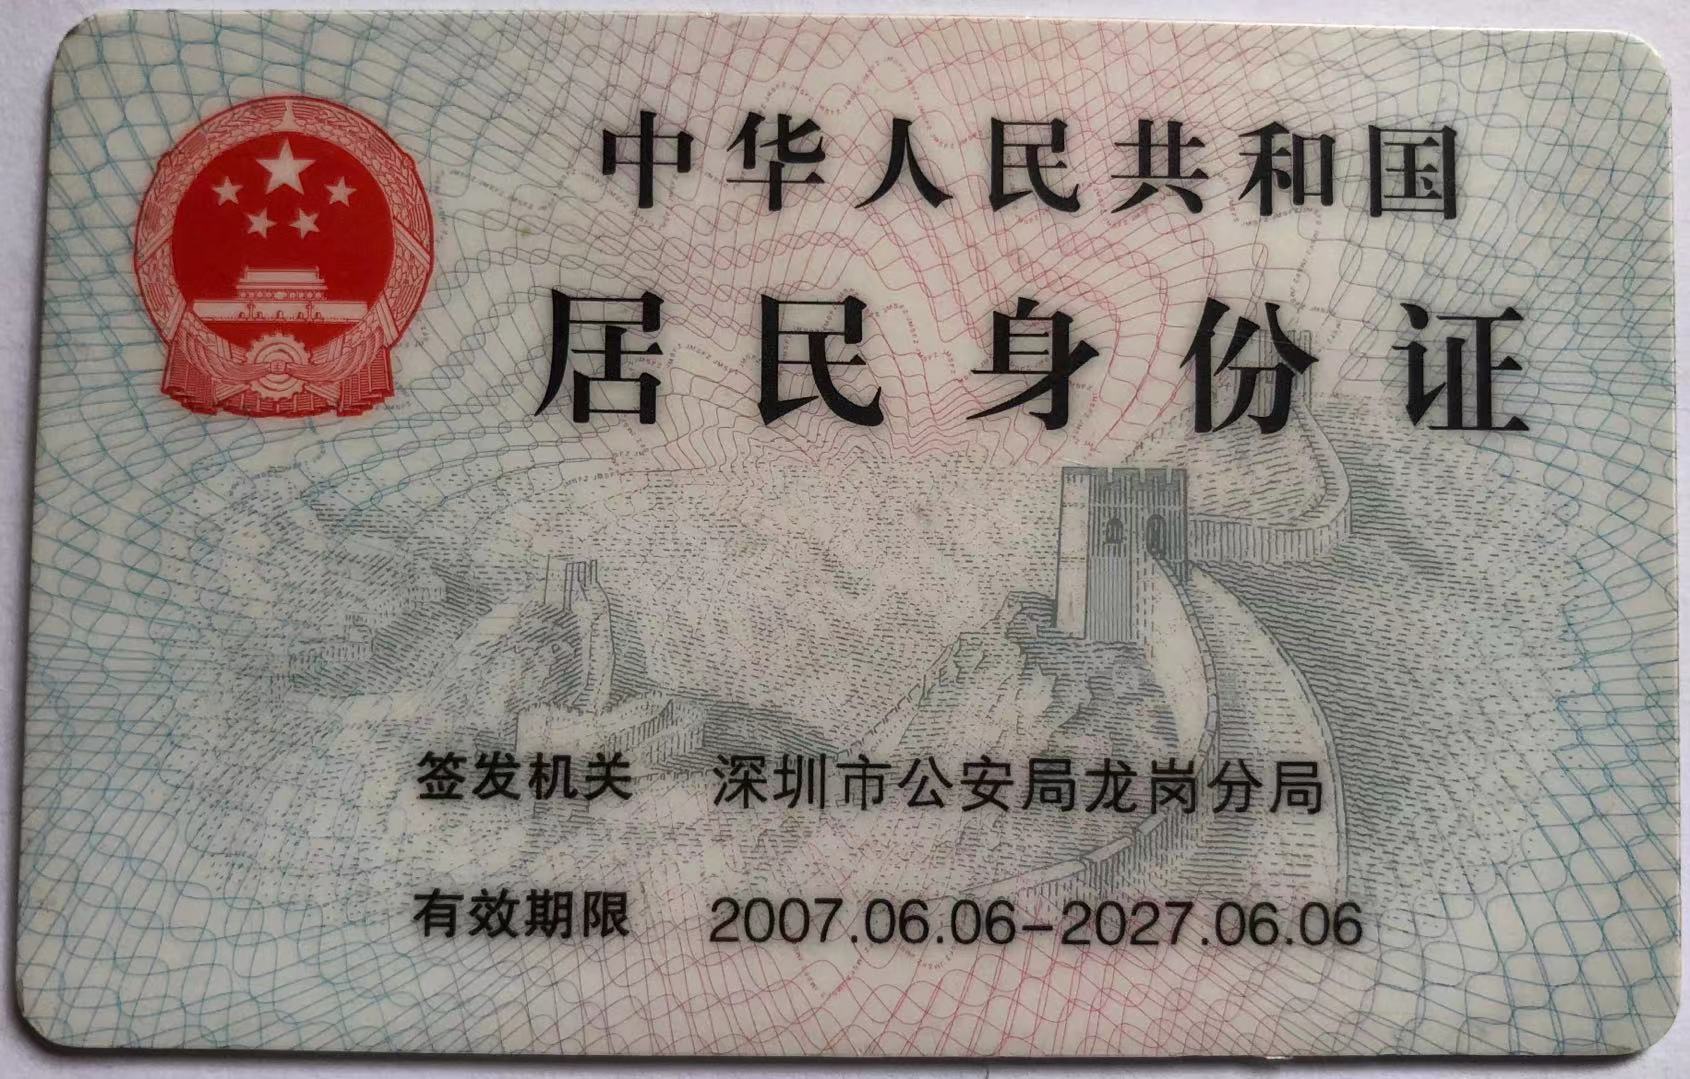 中华人民共和国
居民身份证
签发机关 深圳市公安局龙岗分局
有效期限 2007.06.06-2027.06.06